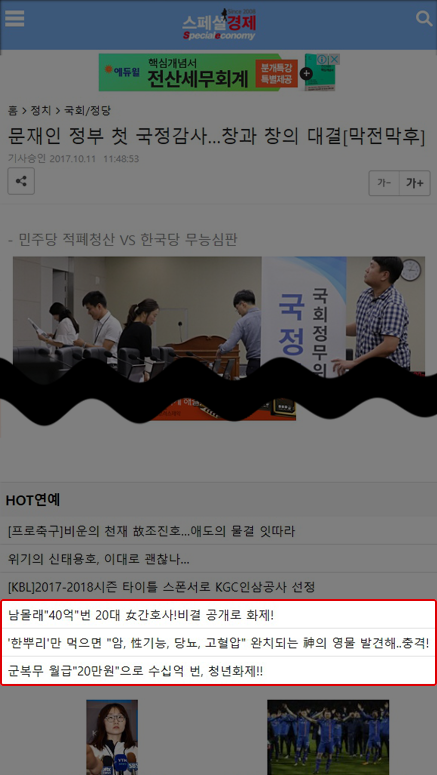 Since 2008
스페셜경제
Special Economy
에듀윌
핵심개념서
전산세무회계
분개특강
특별제공
홈 > 정치 > 국회/정당
문재인 정부 첫 국정감사...창과 창의 대결[막전막후]
기사승인 2017.10.11 11:48:53
가- 가+
- 민주당 적폐청산 VS 한국당 무능심판
국정
국회정무위
HOT연예
[프로축구]비운의 천재 故조진호...애도의 물결 잇따라
위기의 신태용호, 이대로 괜찮나...
[KBL]2017-2018시즌 타이틀 스폰서로 KGC인삼공사 선정
남몰래"40억"번 20대 女간호사!비결 공개로 화제!
'한뿌리'만 먹으면 "암, 性기능, 당뇨, 고혈압" 완치되는 神의 영물 발견해..중격!
군복무 월급"20만원"으로 수십억 번, 청년화제!!
YTN